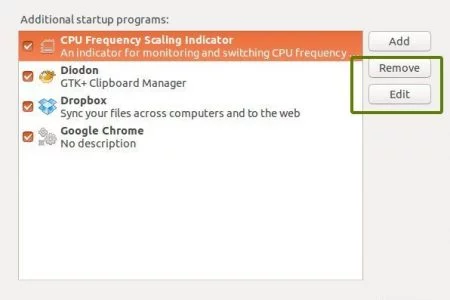 Additional startup programs:
CPU Frequency Scaling Indicator
An indicator for monitoring and switching CPU frequency...
Diodon
GTK+ Clipboard Manager
Dropbox
Sync your files across computers and to the web
Google Chrome
No description
Add
Remove
Edit